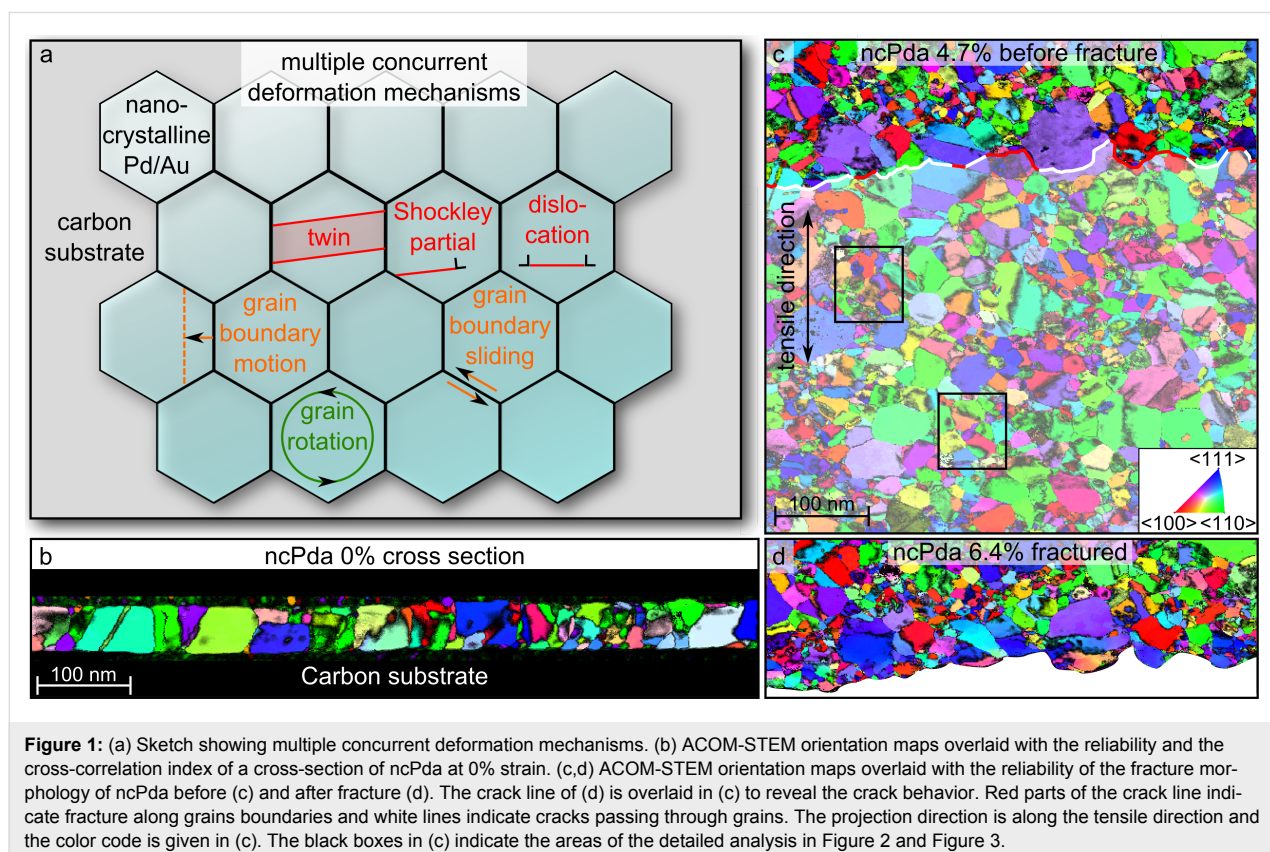 a
multiple concurrent
deformation mechanisms
nano-
crystalline
Pd/Au
carbon
substrate
twin
Shockley
partial
dislo-
cation
grain
boundary
motion
grain
boundary
sliding
grain
rotation
b
ncPda 0% cross section
100 nm
Carbon substrate
c
ncPda 4.7% before fracture
tensile direction
100 nm
<111>
<100><110>
d
ncPda 6.4% fractured
Figure 1: (a) Sketch showing multiple concurrent deformation mechanisms. (b) ACOM-STEM orientation maps overlaid with the reliability and the
cross-correlation index of a cross-section of ncPda at 0% strain. (c,d) ACOM-STEM orientation maps overlaid with the reliability of the fracture mor-
phology of ncPda before (c) and after fracture (d). The crack line of (d) is overlaid in (c) to reveal the crack behavior. Red parts of the crack line indi-
cate fracture along grains boundaries and white lines indicate cracks passing through grains. The projection direction is along the tensile direction and
the color code is given in (c). The black boxes in (c) indicate the areas of the detailed analysis in Figure 2 and Figure 3.